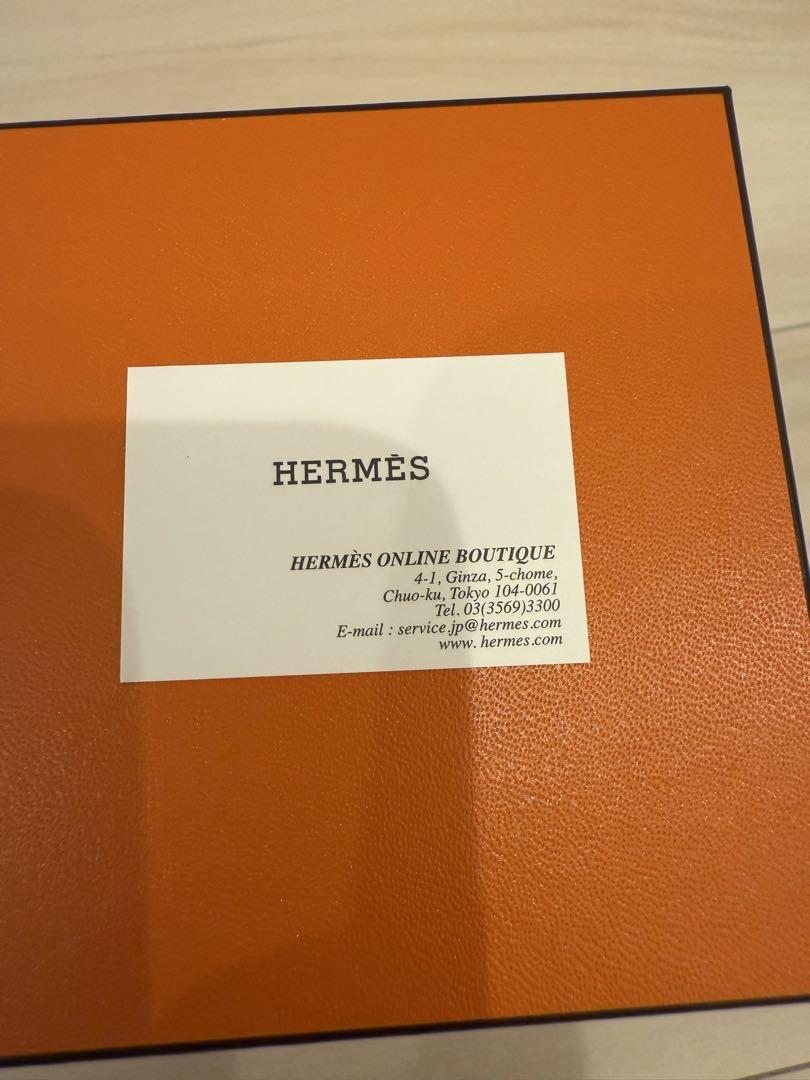 HERMÈS
HERMÈS ONLINE BOUTIQUE
4-1, Ginza, 5-chome,
Chuo-ku, Tokyo 104-0061
Tel. 03(3569)3300
E-mail : service.jp@hermes.com
www. hermes.com